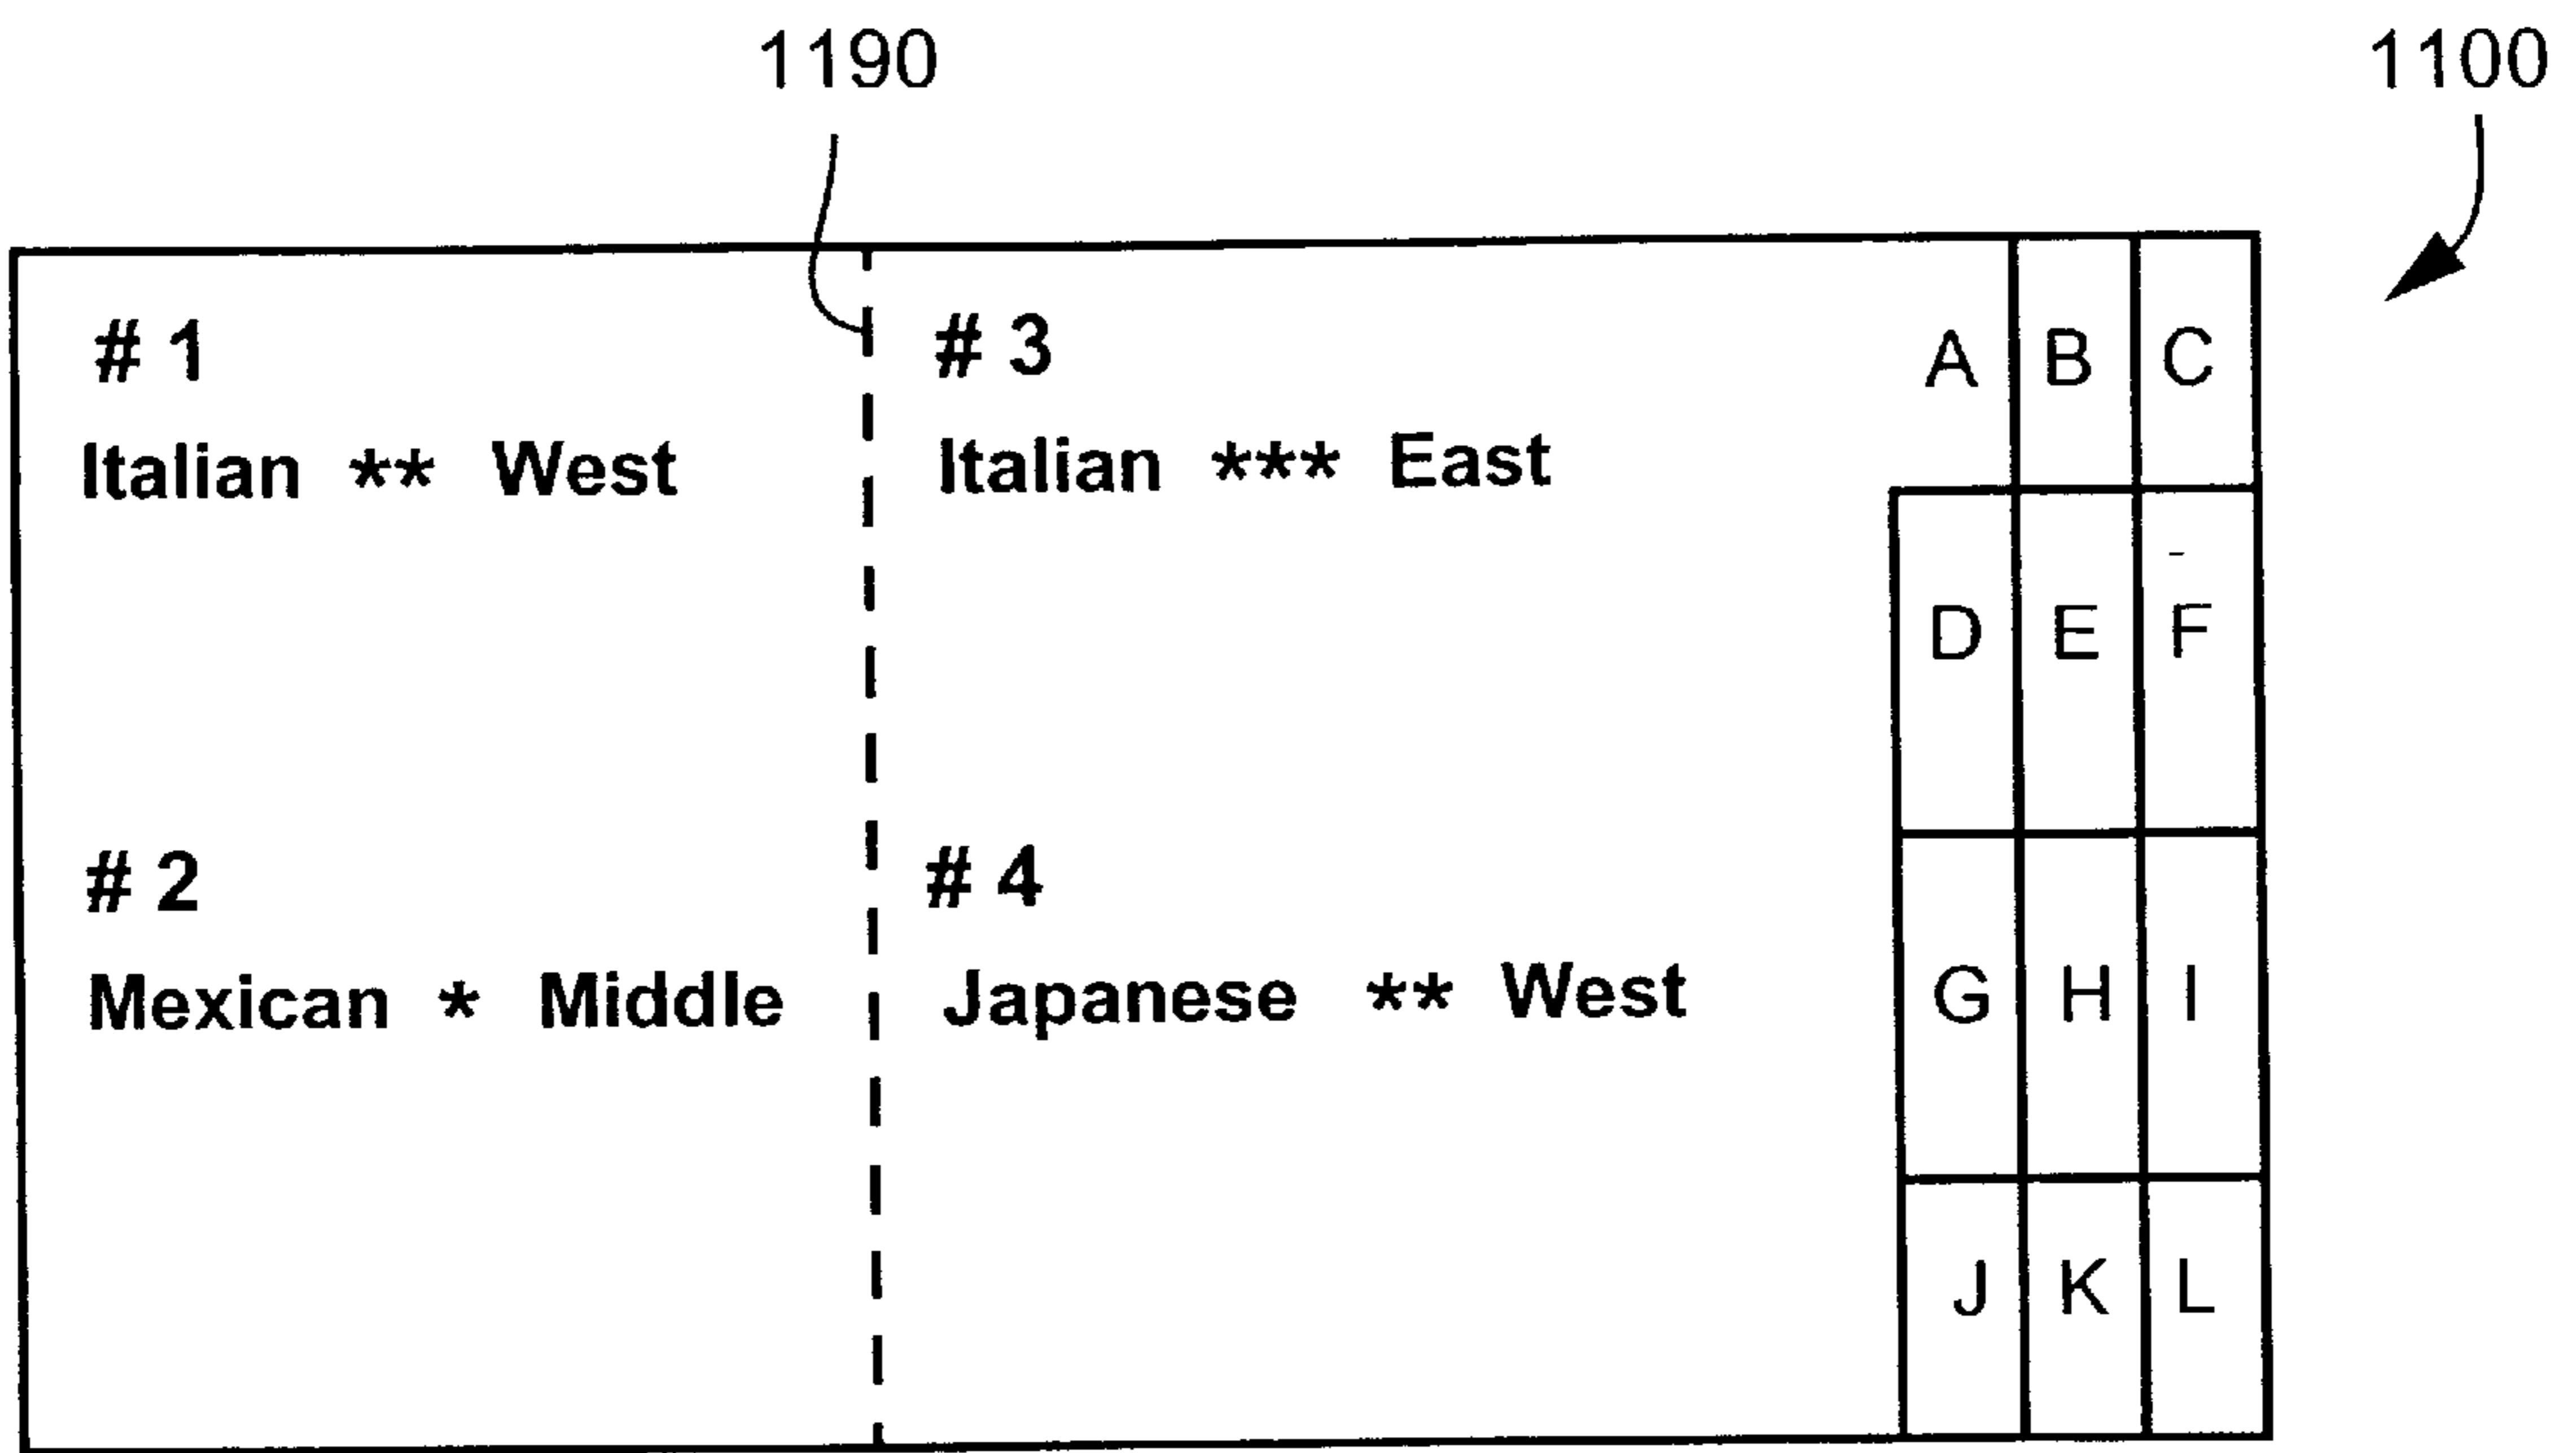 1190
1100
# 1
Italian ** West
# 2
Mexican * Middle
# 3
Italian *** East
# 4
Japanese ** West
A B C
D E F
G H I
J K L